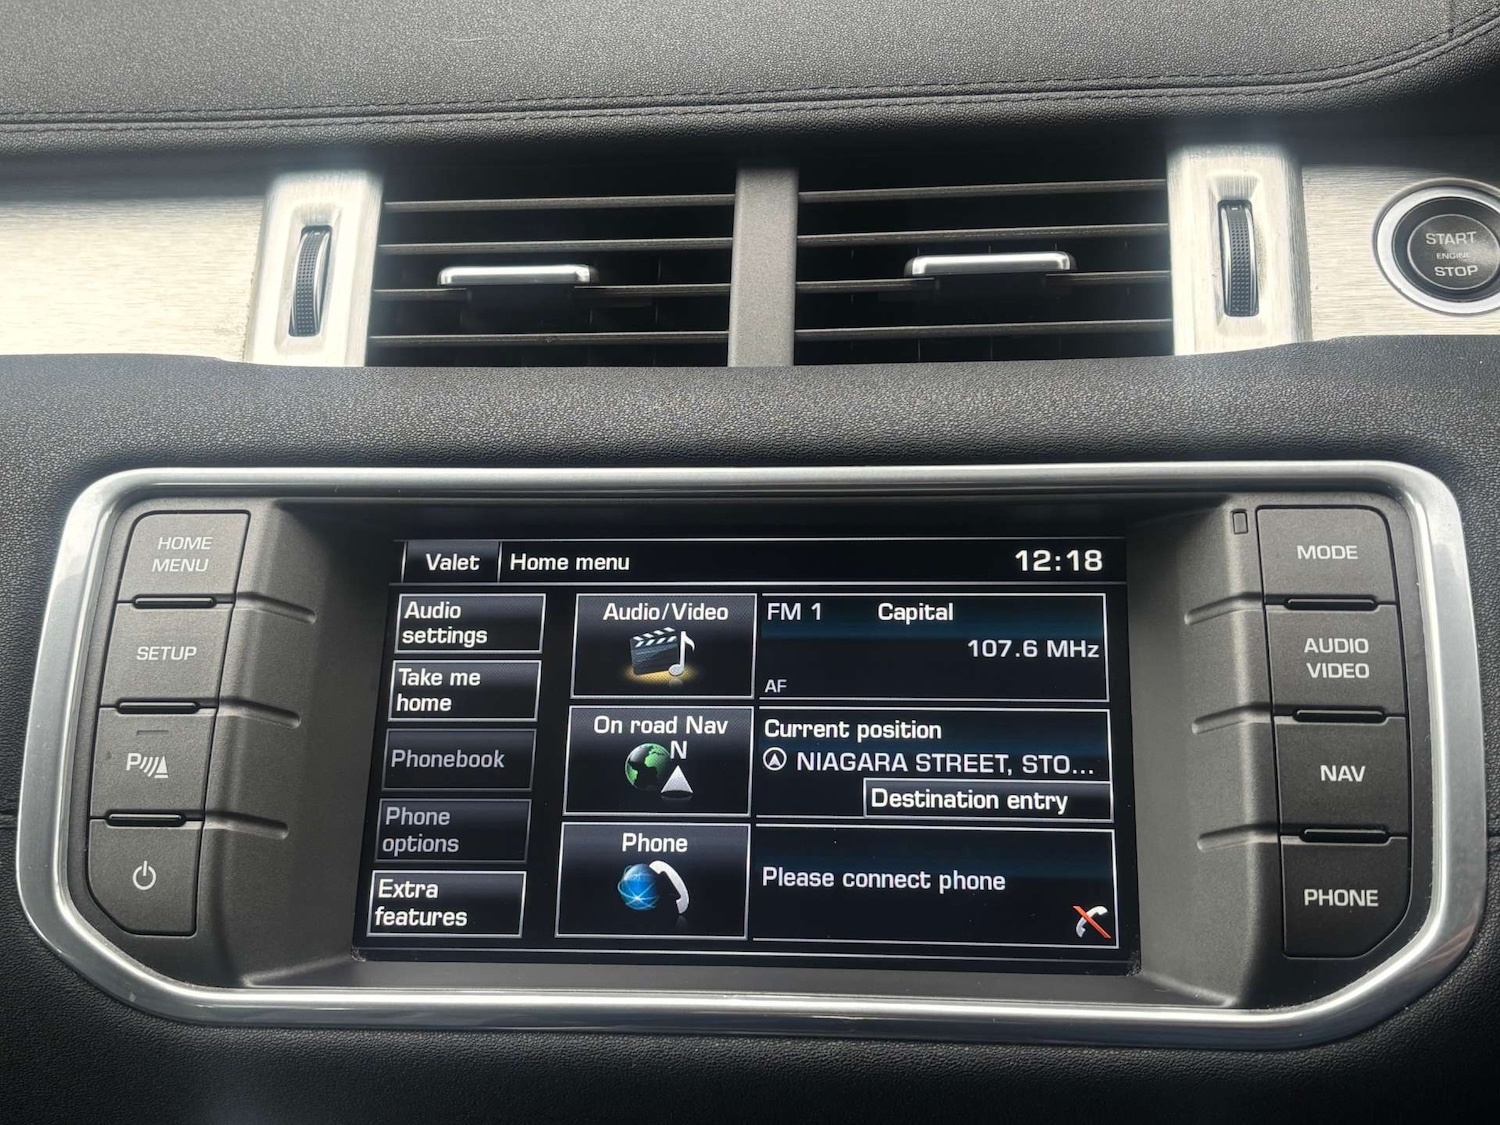 START
ENGINE
STOP
HOME
MENU
SETUP
P
Valet
Home menu
12:18
Audio
settings
Take me
home
Phonebook
Phone
options
Extra
features
Audio/Video
FM 1 Capital
107.6 MHz
AF
On road Nav
N
Current position
NIAGARA STREET, STO...
Destination entry
Phone
Please connect phone
MODE
AUDIO
VIDEO
NAV
PHONE